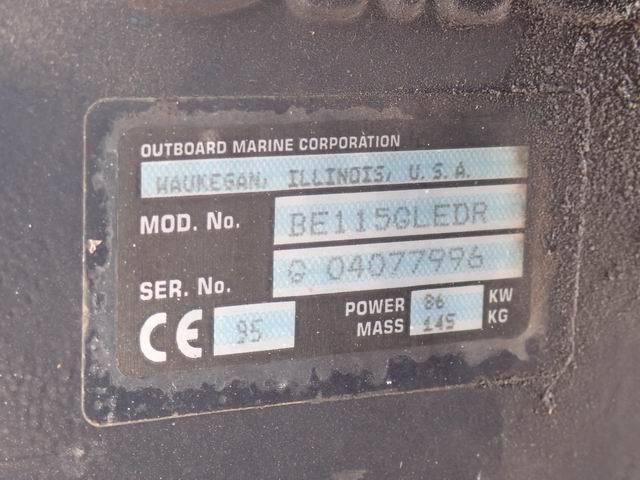 OUTBOARD MARINE CORPORATION
WAUKEGAN, ILLINOIS, U.S.A.
MOD. No. BE115GLEDR
SER. No. G 04077996
CE 95 POWER 86 KW
MASS 145 KG